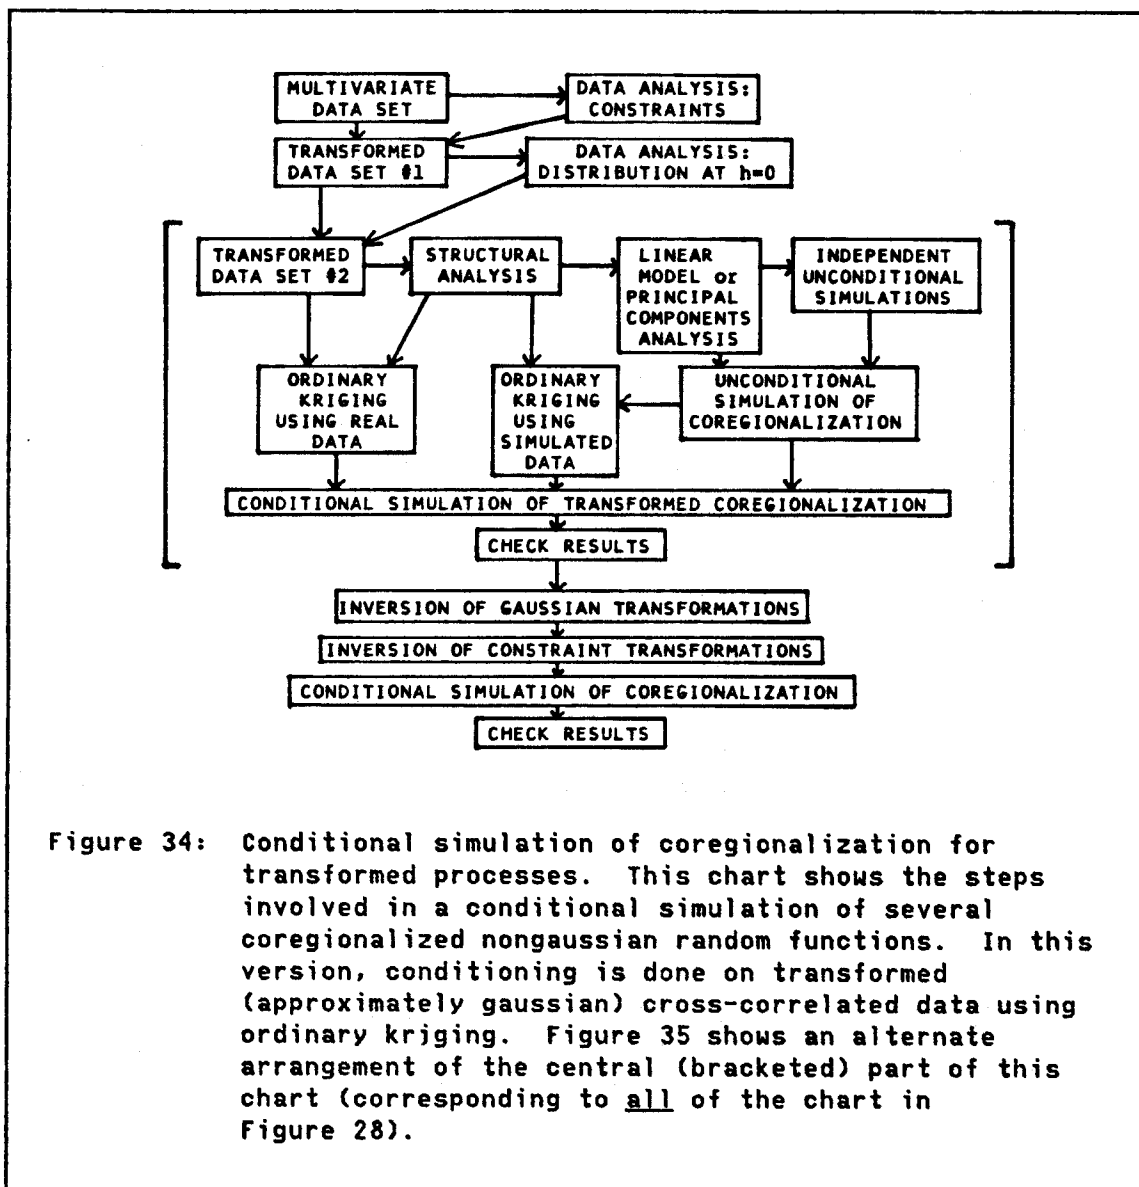 MULTIVARIATE
DATA SET
DATA ANALYSIS:
CONSTRAINTS
TRANSFORMED
DATA SET #1
DATA ANALYSIS:
DISTRIBUTION AT h=0
TRANSFORMED
DATA SET #2
STRUCTURAL
ANALYSIS
LINEAR
MODEL or
PRINCIPAL
COMPONENTS
ANALYSIS
INDEPENDENT
UNCONDITIONAL
SIMULATIONS
ORDINARY
KRIGING
USING REAL
DATA
ORDINARY
KRIGING
USING
SIMULATED
DATA
UNCONDITIONAL
SIMULATION OF
COREGIONALIZATION
CONDITIONAL SIMULATION OF TRANSFORMED COREGIONALIZATION
CHECK RESULTS
INVERSION OF GAUSSIAN TRANSFORMATIONS
INVERSION OF CONSTRAINT TRANSFORMATIONS
CONDITIONAL SIMULATION OF COREGIONALIZATION
CHECK RESULTS
Figure 34: Conditional simulation of coregionalization for
transformed processes. This chart shows the steps
involved in a conditional simulation of several
coregionalized nongaussian random functions. In this
version, conditioning is done on transformed
(approximately gaussian) cross-correlated data using
ordinary kriging. Figure 35 shows an alternate
arrangement of the central (bracketed) part of this
chart (corresponding to all of the chart in
Figure 28).